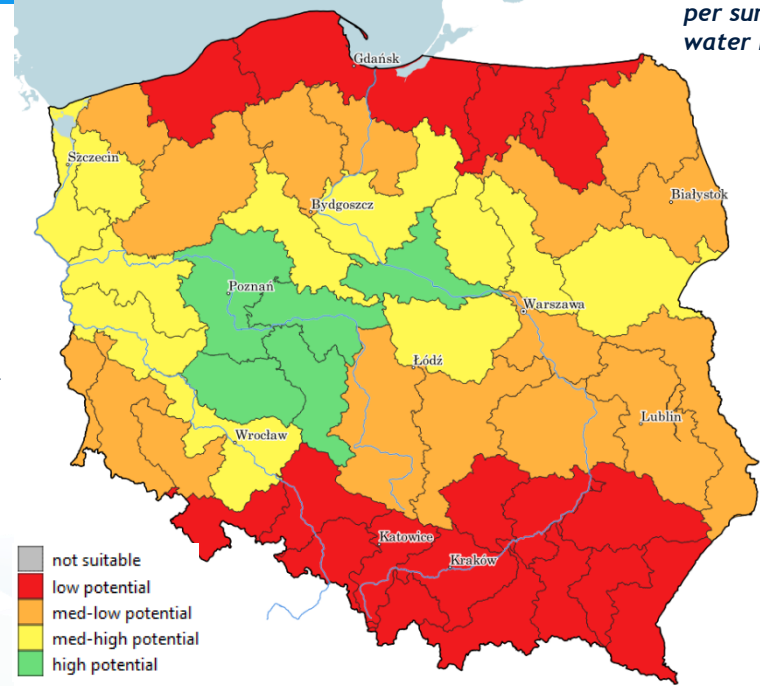 per sur
water
Gdańsk
Szczecin
Białystok
Bydgoszcz
Poznań
Warszawa
Łódź
Lublin
Wrocław
Katowice
Kraków
not suitable
low potential
med-low potential
med-high potential
high potential